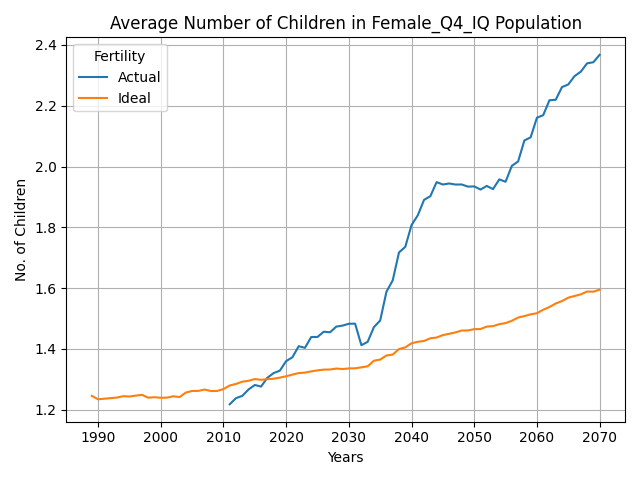 Average Number of Children in Female_Q4_IQ Population
Fertility
Actual
Ideal
No. of Children
2.4
2.2
2.0
1.8
1.6
1.4
1.2
1990 2000 2010 2020 2030 2040 2050 2060 2070
Years